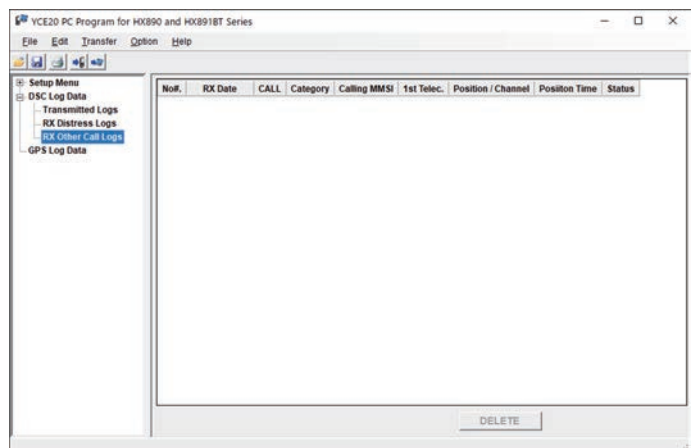 YCE20 PC Program for HX890 and HX891BT Series
File Edit Transfer Option Help
Setup Menu
DSC Log Data
Transmitted Logs
RX Distress Logs
RX Other Call Logs
GPS Log Data
No#. RX Date CALL Category Calling MMSI 1st Telec. Position / Channel Posiiton Time Status
DELETE